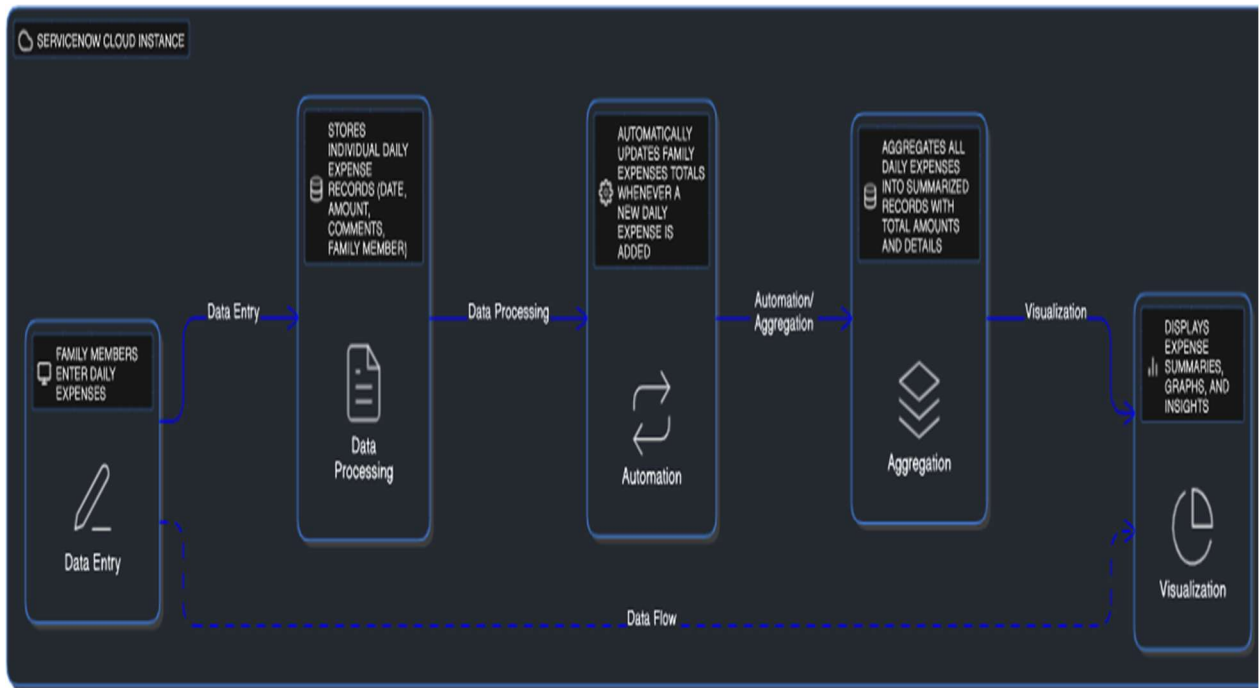 SERVICENOW CLOUD INSTANCE
FAMILY MEMBERS
ENTER DAILY
EXPENSES
Data Entry
Data Entry
STORES
INDIVIDUAL DAILY
EXPENSE
RECORDS (DATE,
AMOUNT,
COMMENTS,
FAMILY MEMBER)
Data
Processing
Data Processing
AUTOMATICALLY
UPDATES FAMILY
EXPENSES TOTALS
WHENEVER A
NEW DAILY
EXPENSE IS
ADDED
Automation
Automation/
Aggregation
AGGREGATES ALL
DAILY EXPENSES
INTO SUMMARIZED
RECORDS WITH
TOTAL AMOUNTS
AND DETAILS
Aggregation
Visualization
DISPLAYS
EXPENSE
SUMMARIES,
GRAPHS, AND
INSIGHTS
Visualization
Data Flow